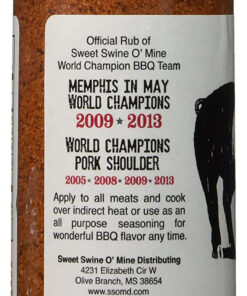 Official Rub of
Sweet Swine O' Mine
World Champion BBQ Team
MEMPHIS IN MAY
WORLD CHAMPIONS
2009 ★ 2013
WORLD CHAMPIONS
PORK SHOULDER
2005 ★ 2008 ★ 2009 ★ 2013
Apply to all meats and cook
over indirect heat or use as an
all purpose seasoning for
wonderful BBQ flavor any time.
Sweet Swine O' Mine Distributing
4231 Elizabeth Cir W
Olive Branch, MS 38654
www.ssomd.com